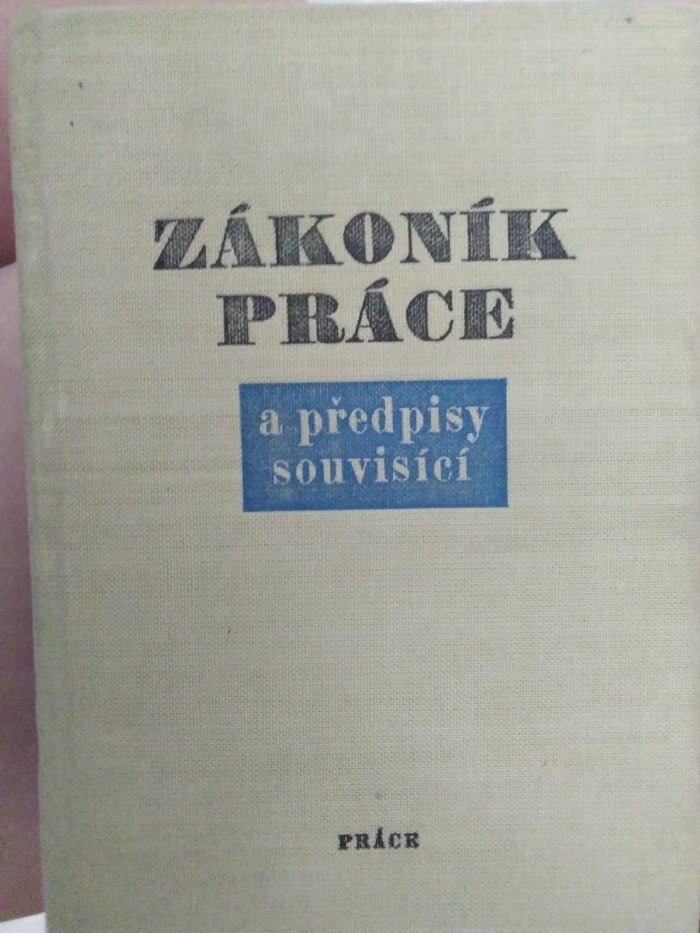 ZÁKONÍK
PRÁCE
a předpisy
souvisící
PRÁCE